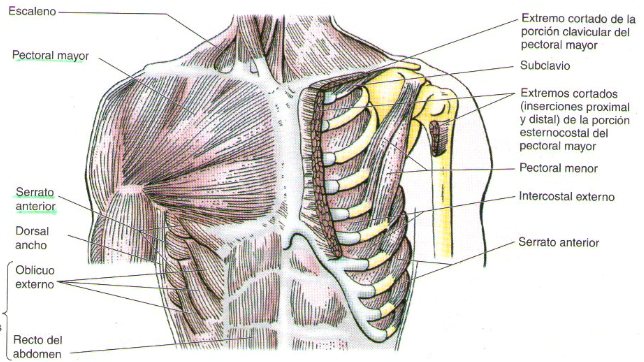 Escaleno
Pectoral mayor
Serrato
anterior
Dorsal
ancho
Oblicuo
externo
Recto del
abdomen
Extremo cortado de la
porción clavicular del
pectoral mayor
Subclavio
Extremos cortados
(inserciones proximal
y distal) de la porción
esternocostal del
pectoral mayor
Pectoral menor
Intercostal externo
Serrato anterior